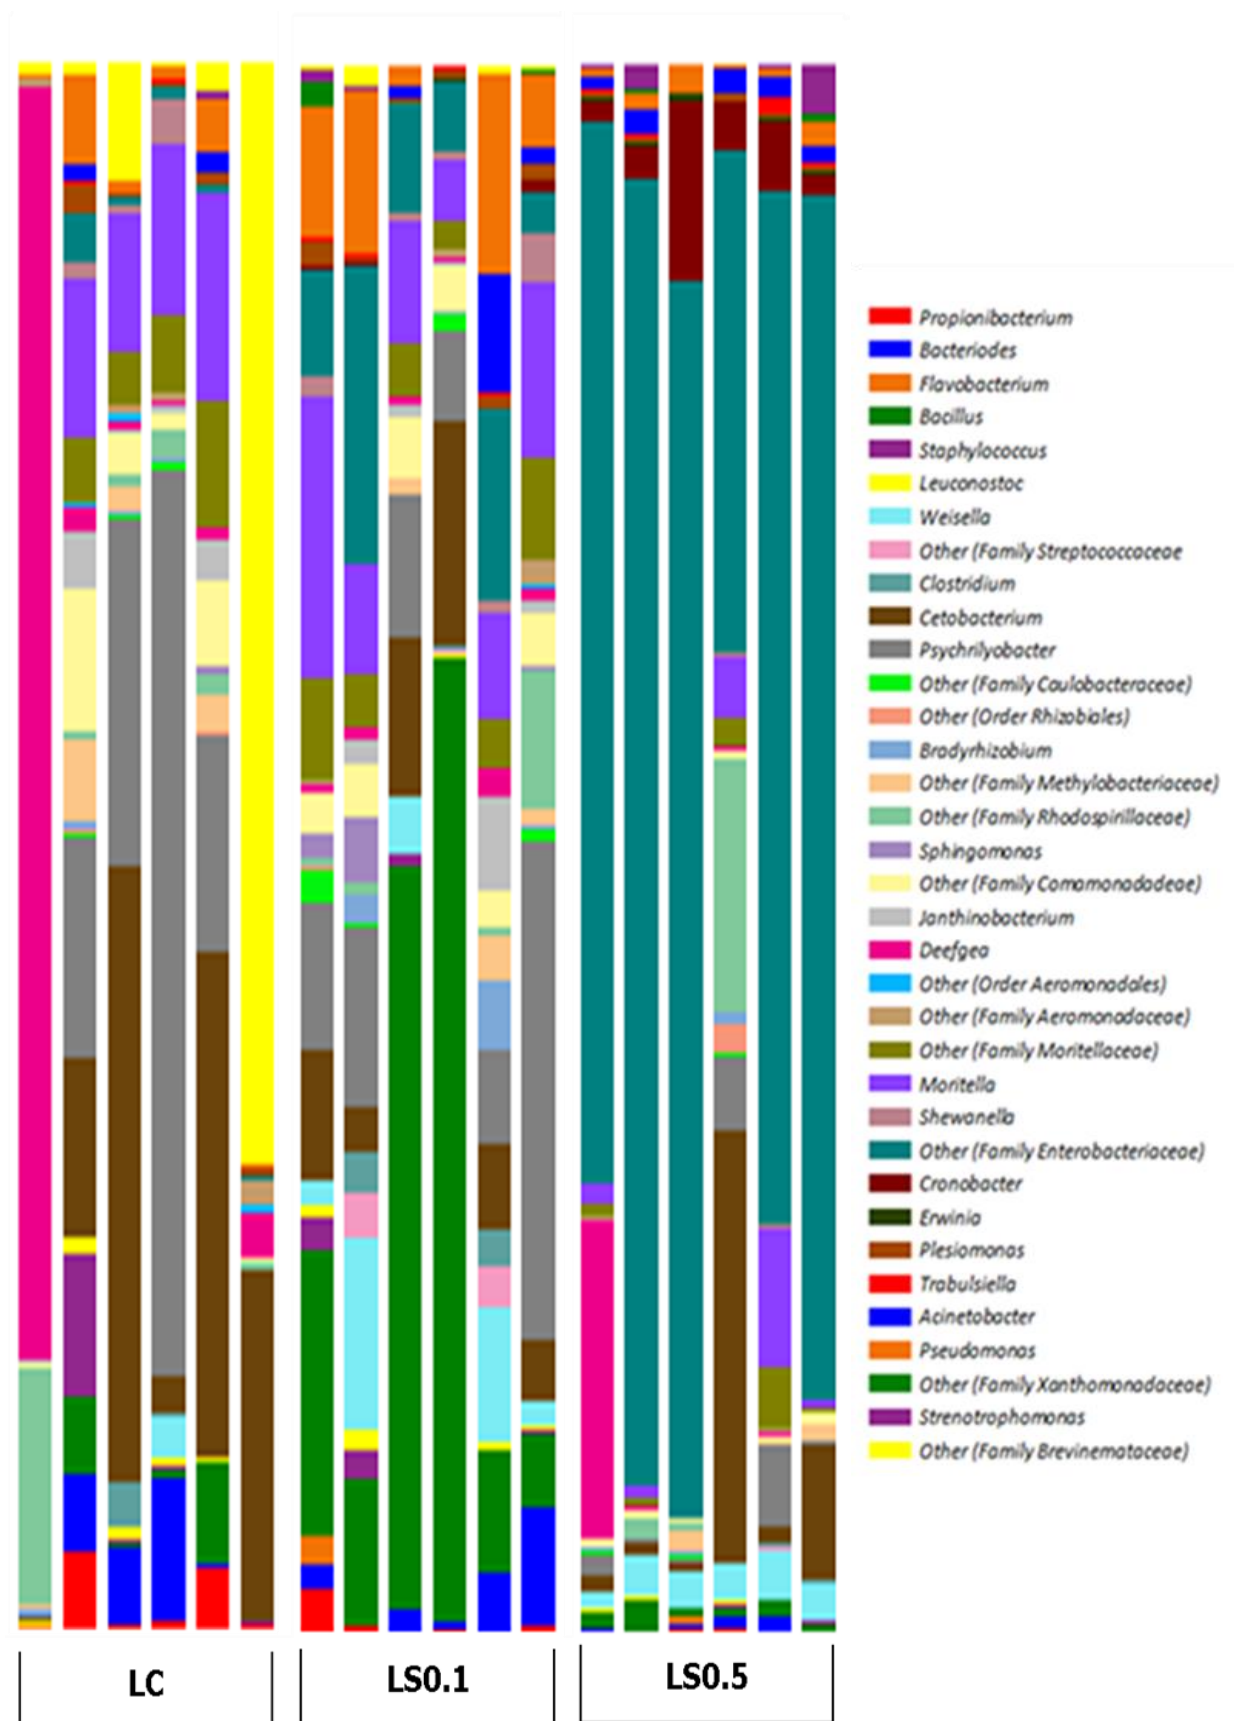 Propionibacterium
Bacteriodes
Flavobacterium
Bacillus
Staphylococcus
Leuconostoc
Weisella
Other (Family Streptococcaceae
Clostridium
Cetobacterium
Psychrilyobacter
Other (Family Caulobacteraceae)
Other (Order Rhizobiales)
Bradyrhizobium
Other (Family Methylobacteriaceae)
Other (Family Rhodospirillaceae)
Sphingomonas
Other (Family Comamonadadeae)
Janthinobacterium
Deefgea
Other (Order Aeromonadales)
Other (Family Aeromonadaceae)
Other (Family Moritellaceae)
Moritella
Shewanella
Other (Family Enterobacteriaceae)
Cronobacter
Erwinia
Plesiomonas
Trabulsiella
Acinetobacter
Pseudomonas
Other (Family Xanthomonadaceae)
Strenotrophomonas
Other (Family Brevinemataceae)
LC
LS0.1
LS0.5